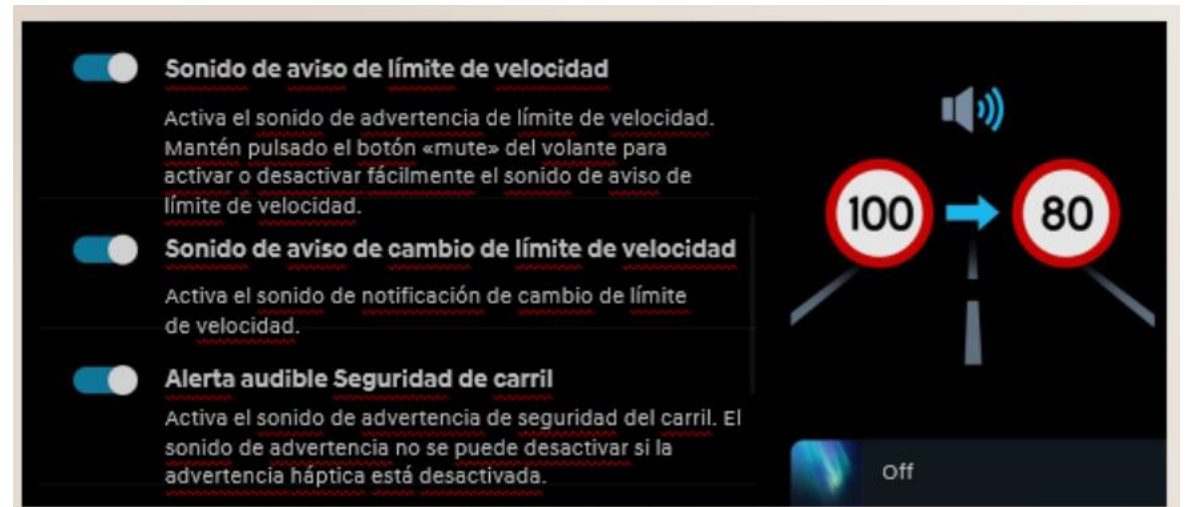 Sonido de aviso de límite de velocidad
Activa el sonido de advertencia de límite de velocidad.
Mantén pulsado el botón «mute» del volante para
activar o desactivar fácilmente el sonido de aviso de
límite de velocidad.
Sonido de aviso de cambio de límite de velocidad
Activa el sonido de notificación de cambio de límite
de velocidad.
Alerta audible Seguridad de carril
Activa el sonido de advertencia de seguridad del carril. El
sonido de advertencia no se puede desactivar si la
advertencia háptica está desactivada.
100
80
Off